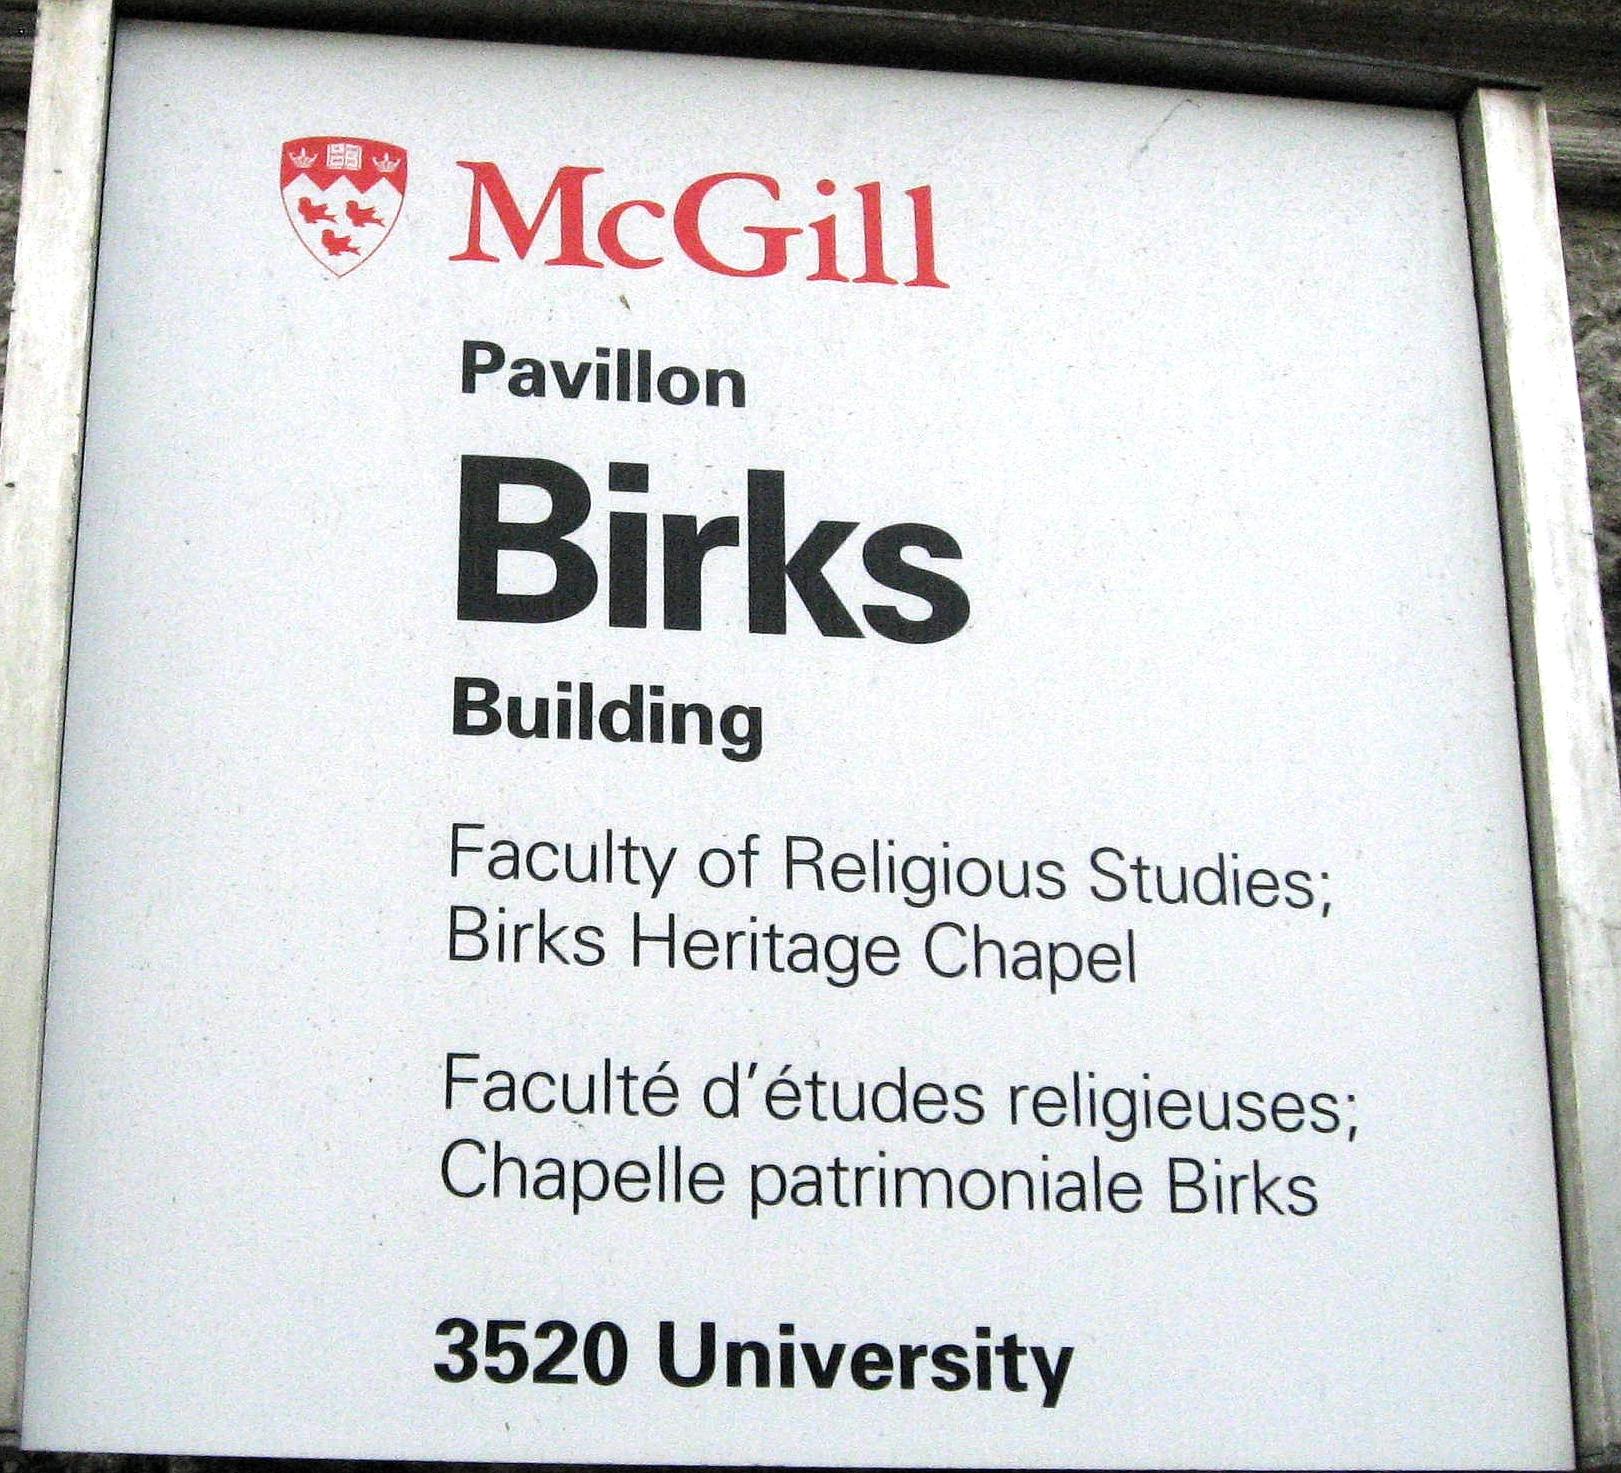 McGill
Pavillon
Birks
Building
Faculty of Religious Studies;
Birks Heritage Chapel
Faculté d'études religieuses;
Chapelle patrimoniale Birks
3520 University